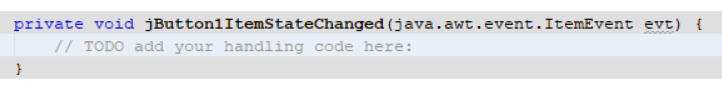 private void jButton1ItemStateChanged(java.awt.event.ItemEvent evt) {
// TODO add your handling code here:
}